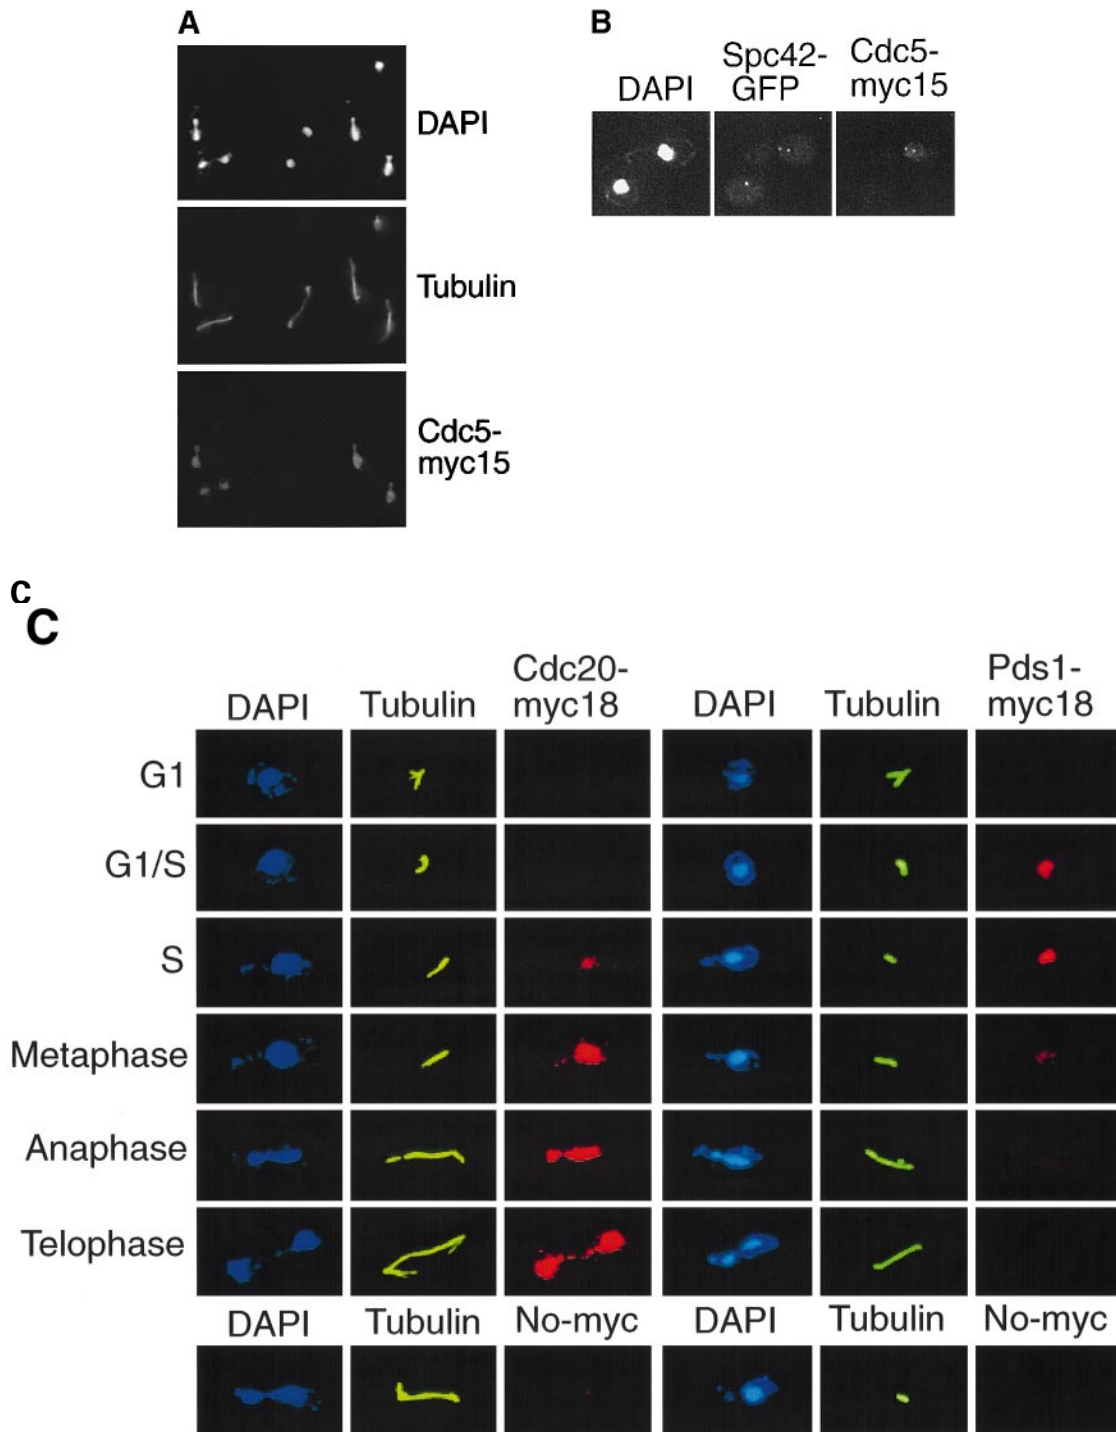 A
DAPI
Tubulin
Cdc5-
myc15
B
DAPI
Spc42-
GFP
Cdc5-
myc15
C
C
DAPI
Tubulin
Cdc20-
myc18
DAPI
Tubulin
Pds1-
myc18
G1
G1/S
S
Metaphase
Anaphase
Telophase
DAPI
Tubulin
No-myc
DAPI
Tubulin
No-myc